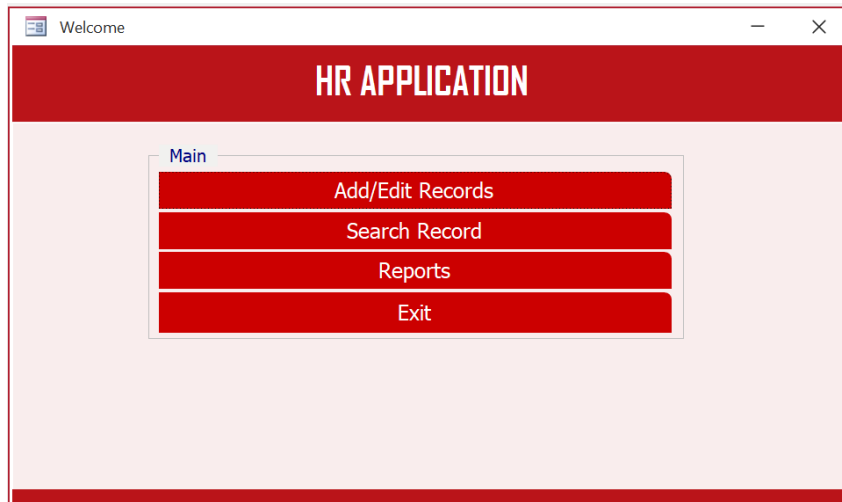 Welcome
HR APPLICATION
Main
Add/Edit Records
Search Record
Reports
Exit